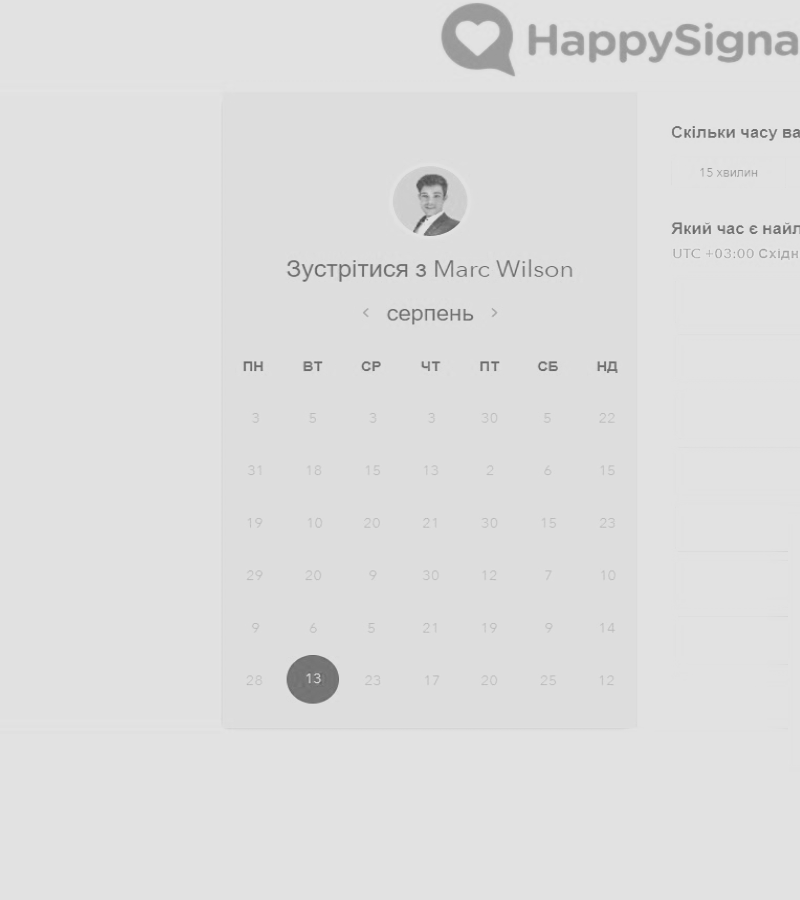 HappySigna
Зустрітися з Marc Wilson
‹ серпень ›
ПН ВТ СР ЧТ ПТ СБ НД
3 5 3 3 30 5 22
31 18 15 13 2 6 15
19 10 20 21 30 15 23
29 20 9 30 12 7 10
9 6 5 21 19 9 14
28 13 23 17 20 25 12
Скільки часу ва
15 хвилин
Який час є найл
UTC +03:00 Східн